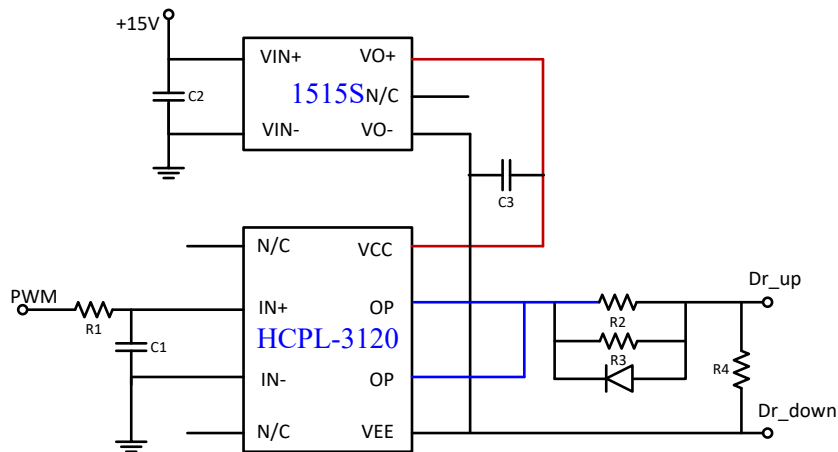 +15V
VIN+
VO+
C2
1515S
N/C
VIN-
VO-
C3
N/C
VCC
PWM
R1
IN+
OP
Dr_up
R2
C1
HCPL-3120
R3
R4
IN-
OP
Dr_down
N/C
VEE